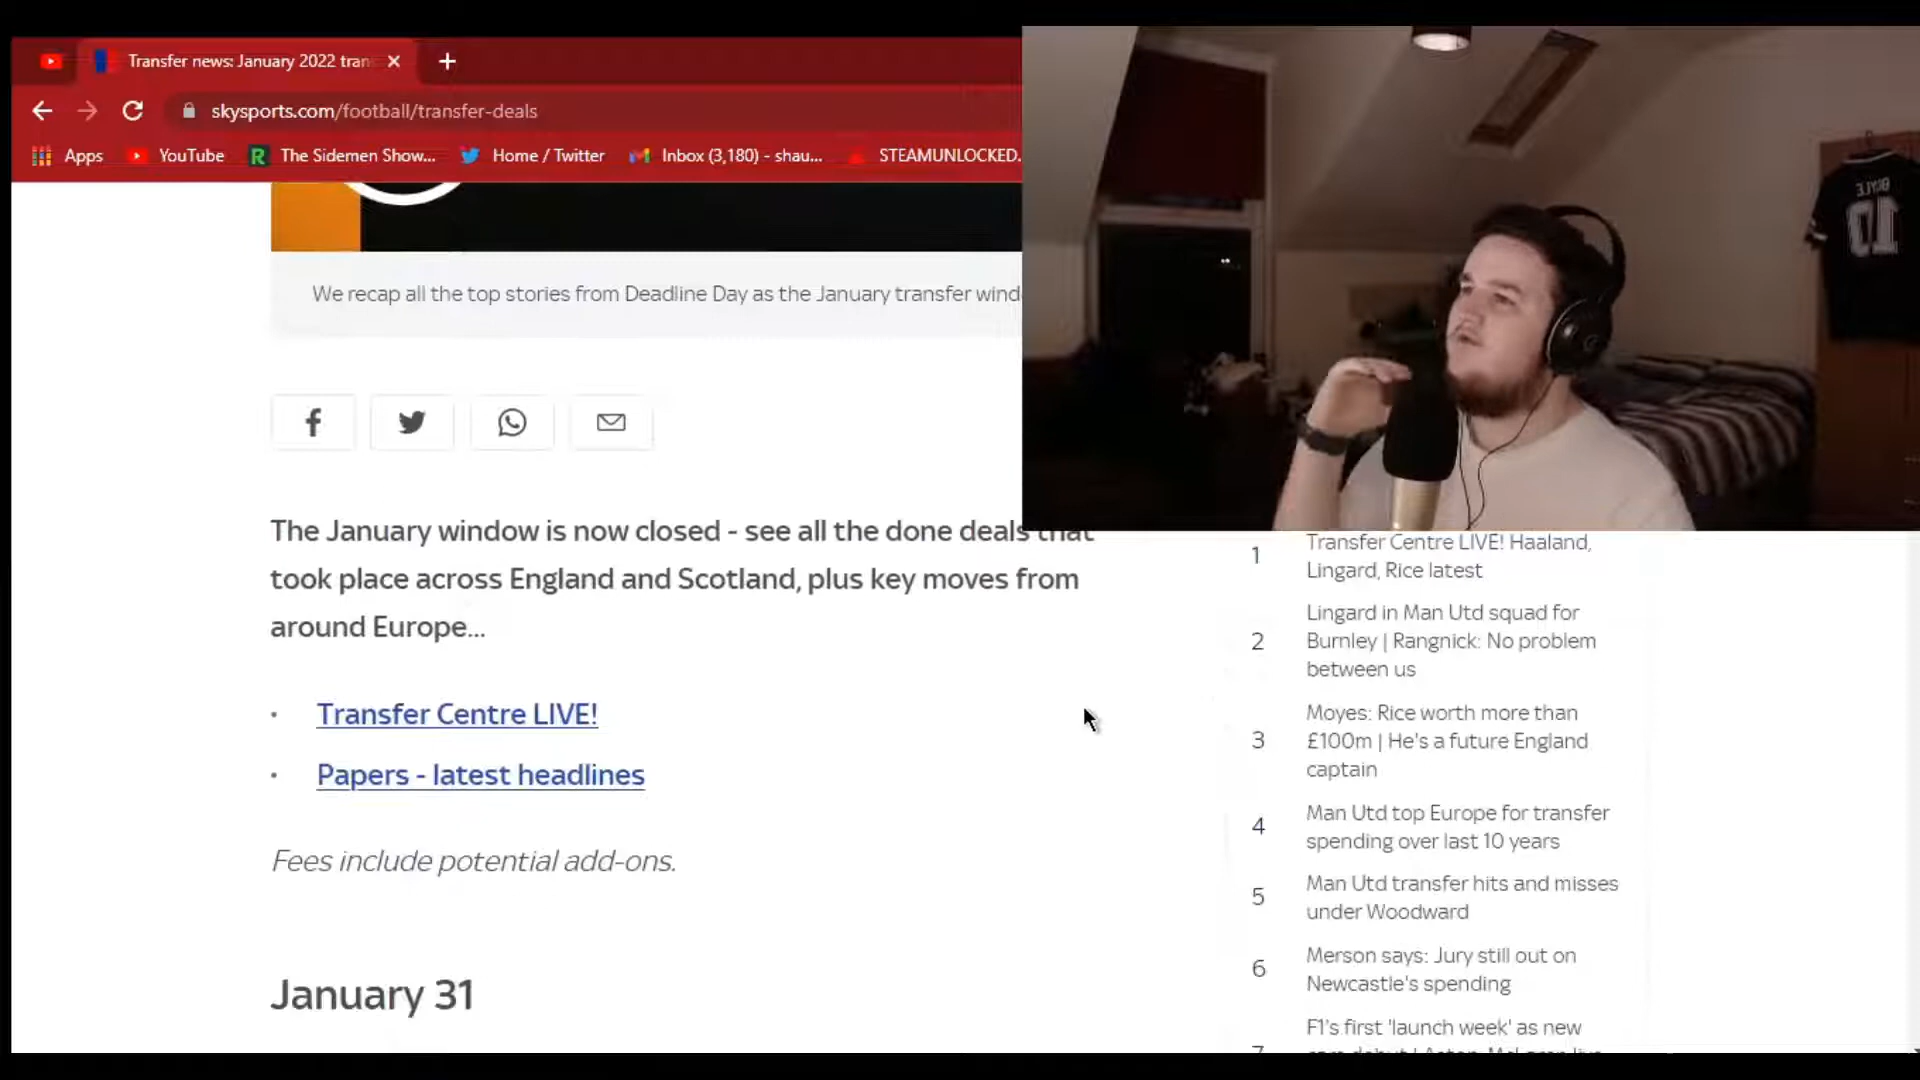 Transfer news: January 2022 tran
skysports.com/football/transfer-deals
Apps YouTube The Sidemen Show... Home / Twitter Inbox (3,180) - shau... STEAMUNLOCKED.
We recap all the top stories from Deadline Day as the January transfer wind
The January window is now closed - see all the done deals that
took place across England and Scotland, plus key moves from
around Europe...
Transfer Centre LIVE!
Papers - latest headlines
Fees include potential add-ons.
January 31
BOYLE
10
1 Transfer Centre LIVE! Haaland,
Lingard, Rice latest
2 Lingard in Man Utd squad for
Burnley | Rangnick: No problem
between us
3 Moyes: Rice worth more than
£100m | He's a future England
captain
4 Man Utd top Europe for transfer
spending over last 10 years
5 Man Utd transfer hits and misses
under Woodward
6 Merson says: Jury still out on
Newcastle's spending
F1's first 'launch week' as new